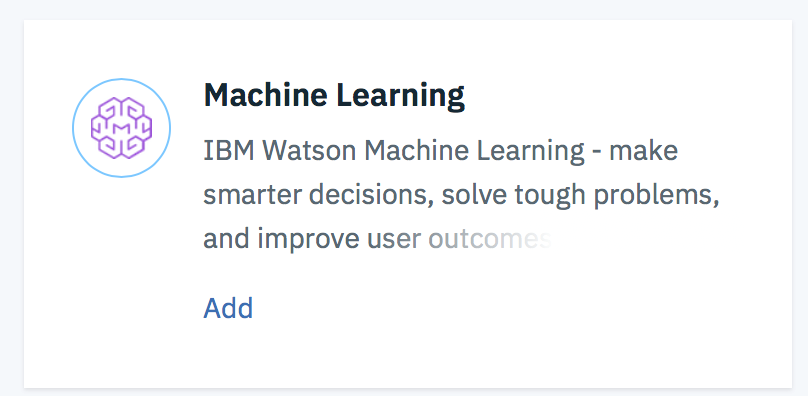 Machine Learning
IBM Watson Machine Learning - make
smarter decisions, solve tough problems,
and improve user outcomes
Add